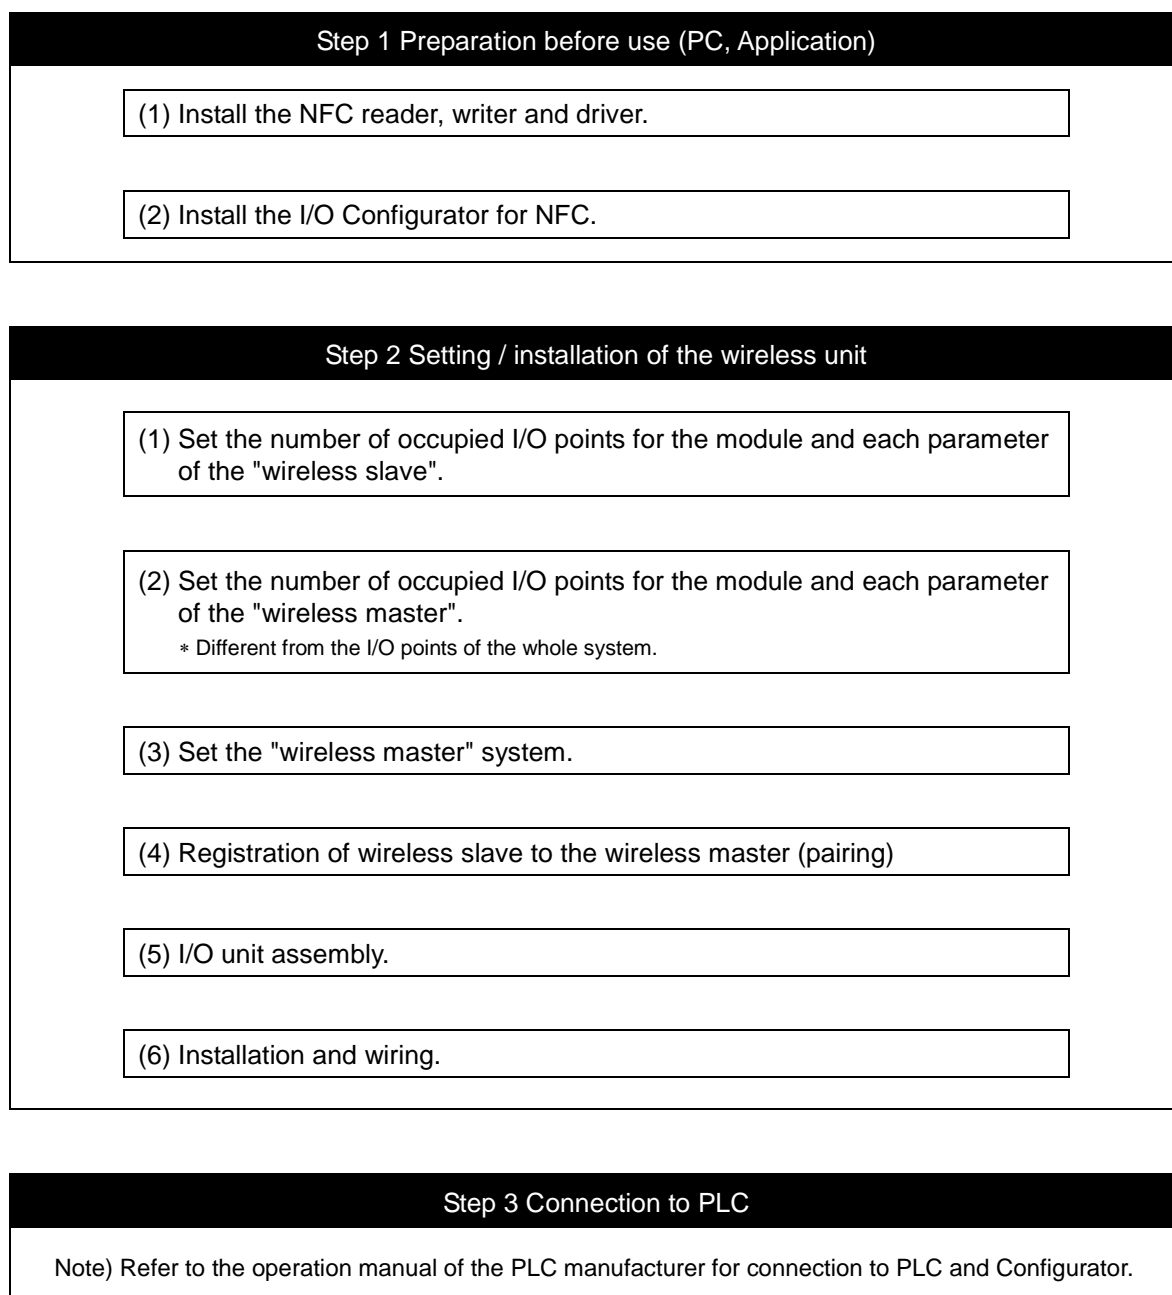 Step 1 Preparation before use (PC, Application)
(1) Install the NFC reader, writer and driver.
(2) Install the I/O Configurator for NFC.
Step 2 Setting / installation of the wireless unit
(1) Set the number of occupied I/O points for the module and each parameter
of the "wireless slave".
(2) Set the number of occupied I/O points for the module and each parameter
of the "wireless master".
* Different from the I/O points of the whole system.
(3) Set the "wireless master" system.
(4) Registration of wireless slave to the wireless master (pairing)
(5) I/O unit assembly.
(6) Installation and wiring.
Step 3 Connection to PLC
Note) Refer to the operation manual of the PLC manufacturer for connection to PLC and Configurator.